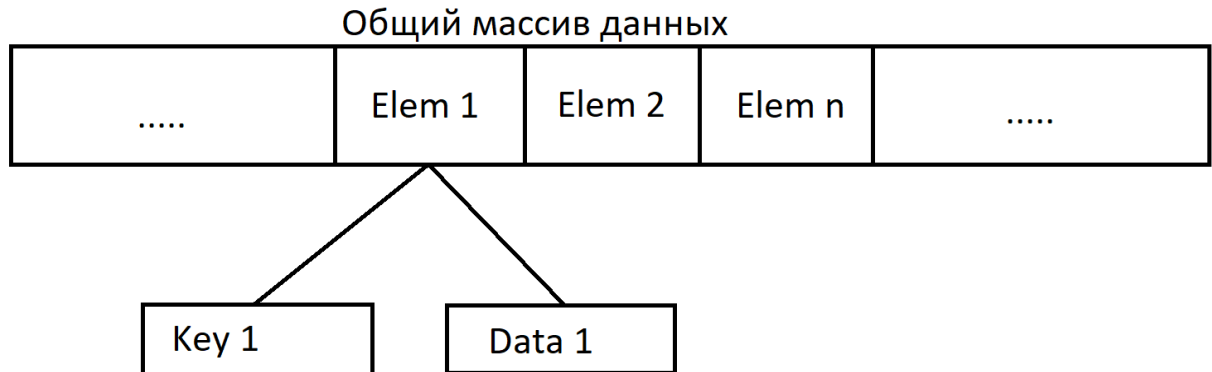 Общий массив данных
..... Elem 1 Elem 2 Elem n .....
Key 1 Data 1